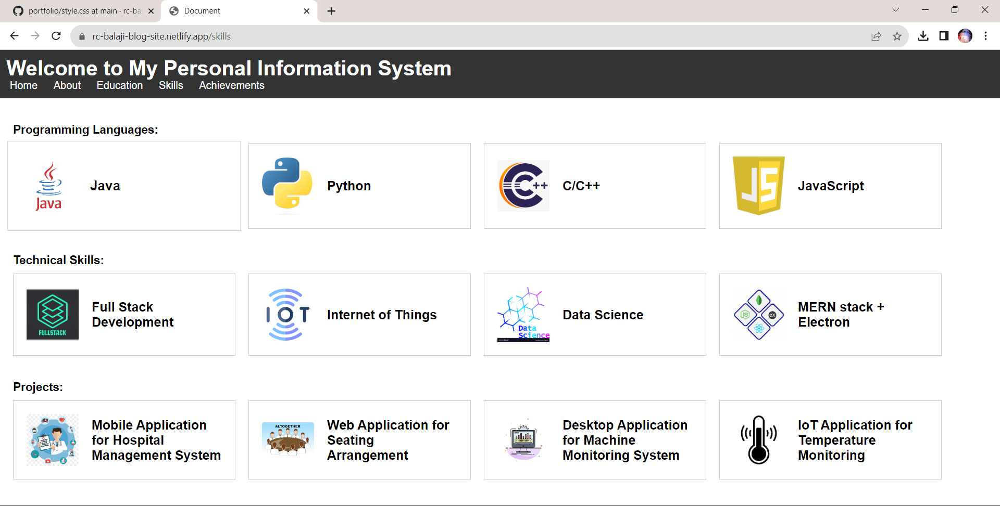 portfolio/style.css at main · rc-ba
Document
rc-balaji-blog-site.netlify.app/skills
Welcome to My Personal Information System
Home About Education Skills Achievements
Programming Languages:
Java
Java
Python
++
C/C++
JS
JavaScript
Technical Skills:
FULLSTACK
Full Stack
Development
IOT
Internet of Things
Data
Science
Data Science
JS
ex
MERN stack +
Electron
Projects:
Mobile Application
for Hospital
Management System
ALTOGETHER
Web Application for
Seating
Arrangement
Desktop Application
for Machine
Monitoring System
IoT Application for
Temperature
Monitoring